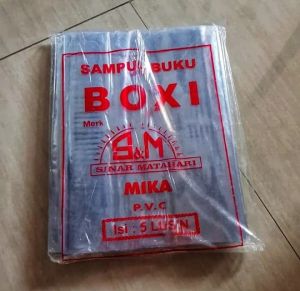 SAMPUL BUKU
BOXI
Merk
S&M
SINAR MATAHARI
MIKA
P.V.C
Isi : 5 LUSIN